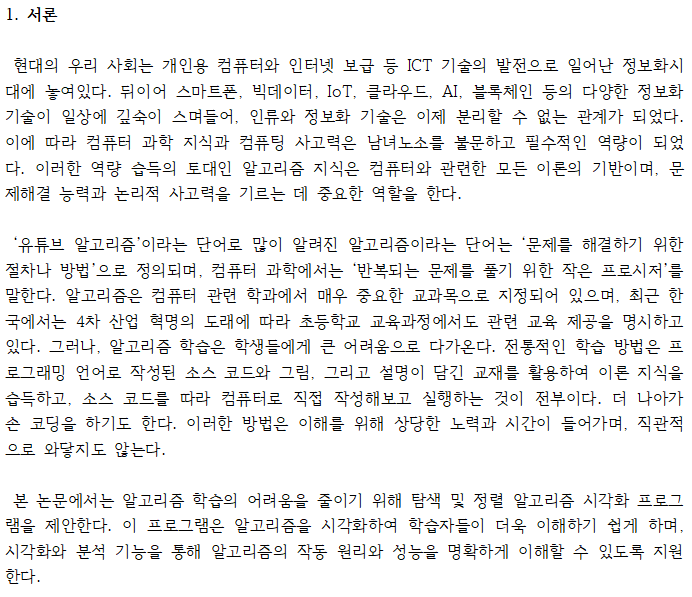 1. 서론
현대의 우리 사회는 개인용 컴퓨터와 인터넷 보급 등 ICT 기술의 발전으로 일어난 정보화시
대에 놓여있다. 뒤이어 스마트폰, 빅데이터, IoT, 클라우드, AI, 블록체인 등의 다양한 정보화
기술이 일상에 깊숙이 스며들어, 인류와 정보화 기술은 이제 분리할 수 없는 관계가 되었다.
이에 따라 컴퓨터 과학 지식과 컴퓨팅 사고력은 남녀노소를 불문하고 필수적인 역량이 되었
다. 이러한 역량 습득의 토대인 알고리즘 지식은 컴퓨터와 관련한 모든 이론의 기반이며, 문
제해결 능력과 논리적 사고력을 기르는 데 중요한 역할을 한다.
‘유튜브 알고리즘’이라는 단어로 많이 알려진 알고리즘이라는 단어는 ‘문제를 해결하기 위한
절차나 방법’으로 정의되며, 컴퓨터 과학에서는 ‘반복되는 문제를 풀기 위한 작은 프로시저’를
말한다. 알고리즘은 컴퓨터 관련 학과에서 매우 중요한 교과목으로 지정되어 있으며, 최근 한
국에서는 4차 산업 혁명의 도래에 따라 초등학교 교육과정에서도 관련 교육 제공을 명시하고
있다. 그러나, 알고리즘 학습은 학생들에게 큰 어려움으로 다가온다. 전통적인 학습 방법은 프
로그래밍 언어로 작성된 소스 코드와 그림, 그리고 설명이 담긴 교재를 활용하여 이론 지식을
습득하고, 소스 코드를 따라 컴퓨터로 직접 작성해보고 실행하는 것이 전부이다. 더 나아가
손 코딩을 하기도 한다. 이러한 방법은 이해를 위해 상당한 노력과 시간이 들어가며, 직관적
으로 와닿지도 않는다.
본 논문에서는 알고리즘 학습의 어려움을 줄이기 위해 탐색 및 정렬 알고리즘 시각화 프로그
램을 제안한다. 이 프로그램은 알고리즘을 시각화하여 학습자들이 더욱 이해하기 쉽게 하며,
시각화와 분석 기능을 통해 알고리즘의 작동 원리와 성능을 명확하게 이해할 수 있도록 지원
한다.